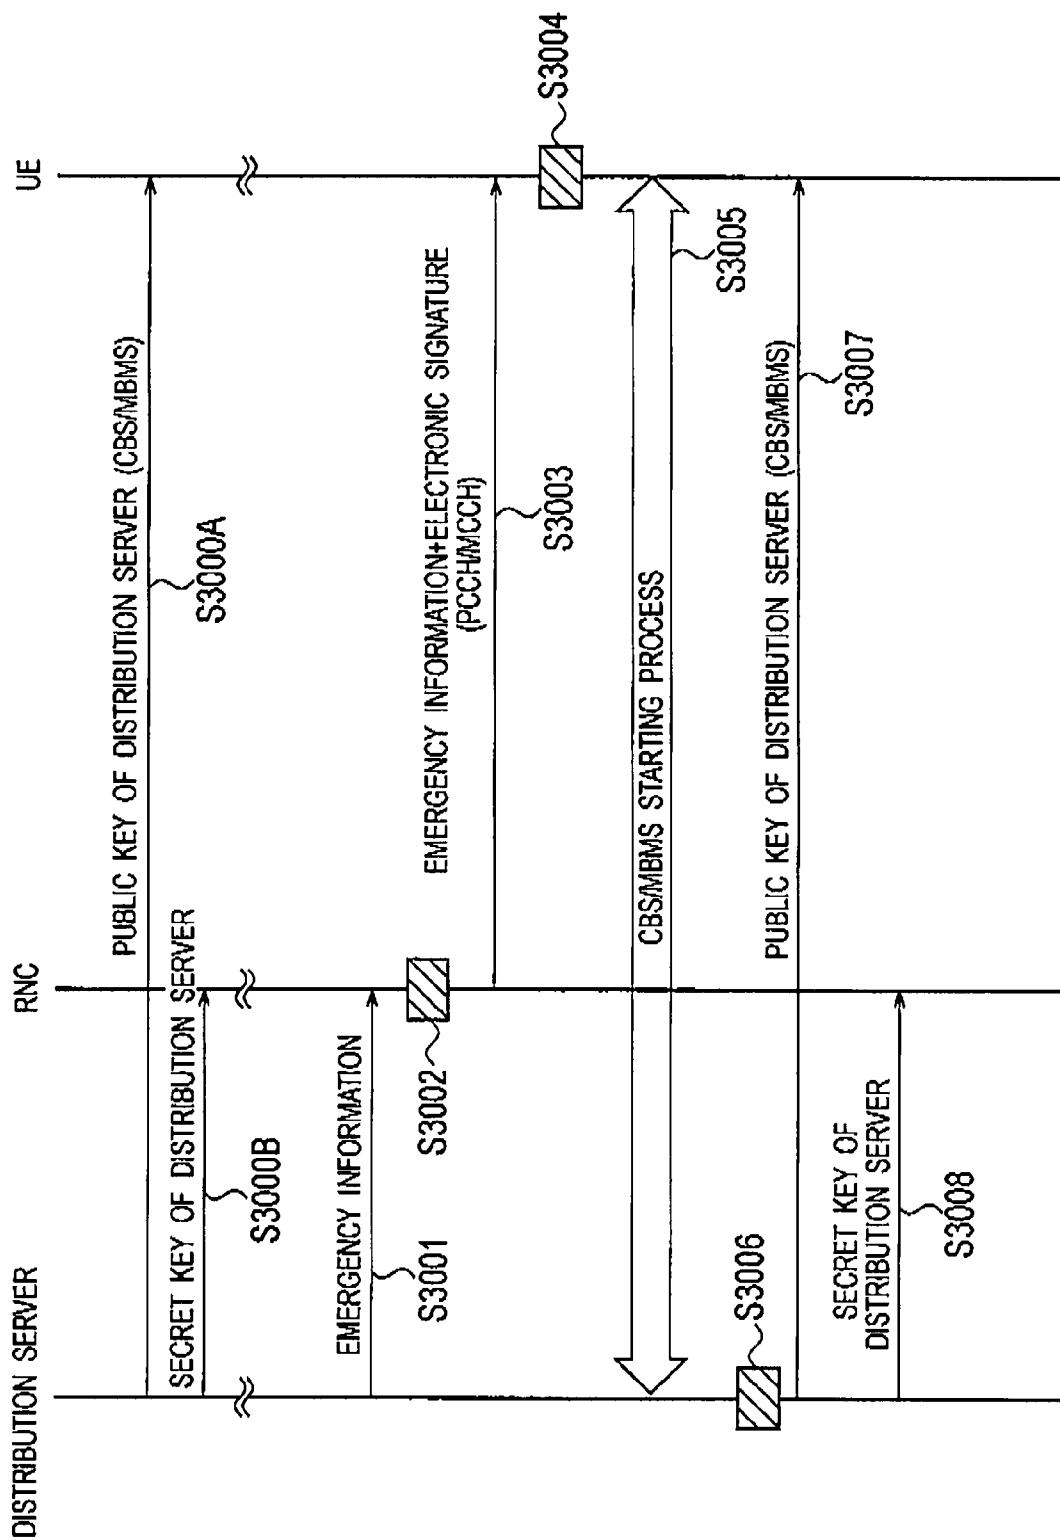 DISTRIBUTION SERVER
RNC
UE
PUBLIC KEY OF DISTRIBUTION SERVER (CBS/MBMS)
S3000A
SECRET KEY OF DISTRIBUTION SERVER
S3000B
EMERGENCY INFORMATION
S3001
S3002
EMERGENCY INFORMATION+ELECTRONIC SIGNATURE
(PCCH/MCCH)
S3003
S3004
CBS/MBMS STARTING PROCESS
S3005
S3006
PUBLIC KEY OF DISTRIBUTION SERVER (CBS/MBMS)
S3007
SECRET KEY OF
DISTRIBUTION SERVER
S3008